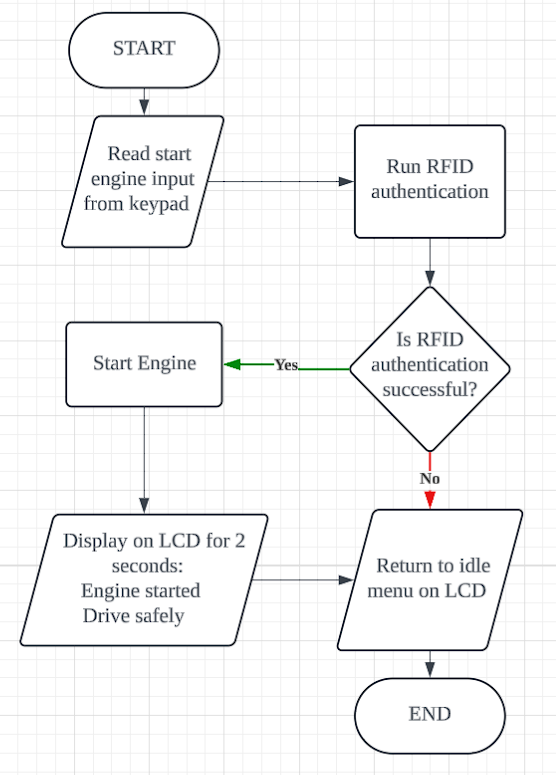 START
Read start
engine input
from keypad
Run RFID
authentication
Is RFID
authentication
successful?
Yes
Start Engine
No
Display on LCD for 2
seconds:
Engine started
Drive safely
Return to idle
menu on LCD
END